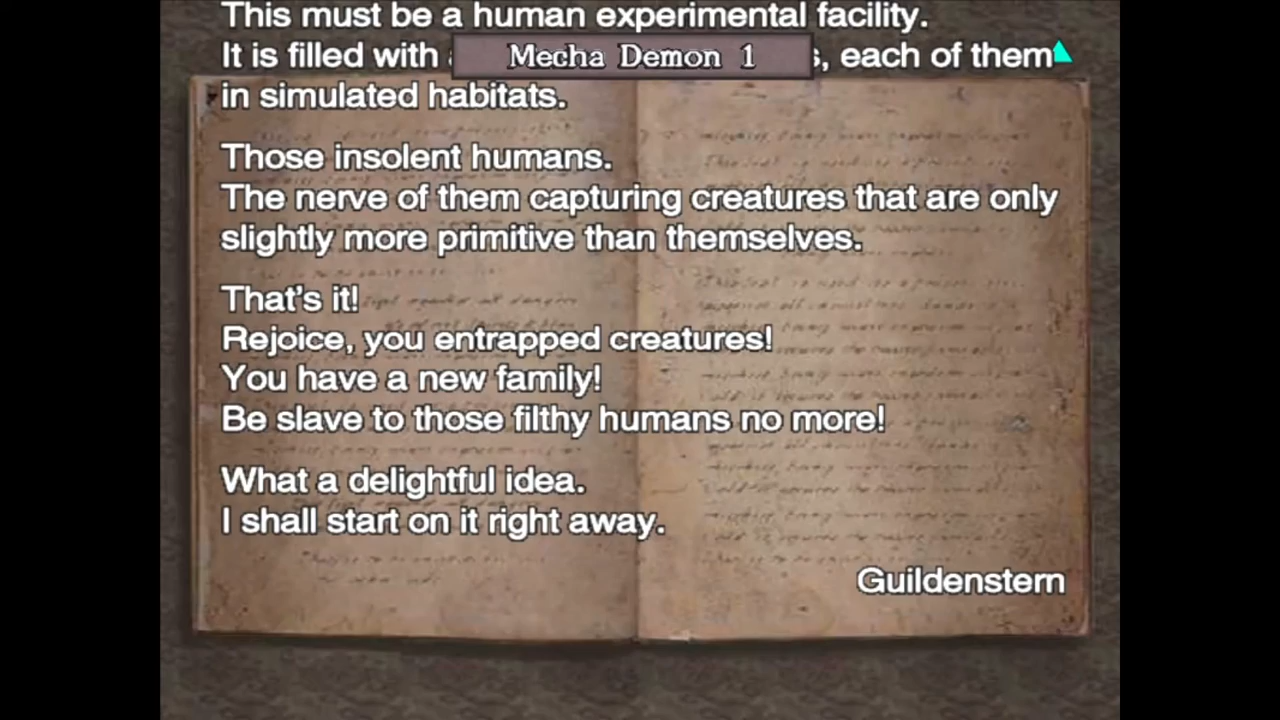 This must be a human experimental facility.
Mecha Demon 1
It is filled with , each of them
in simulated habitats.
Those insolent humans.
The nerve of them capturing creatures that are only
slightly more primitive than themselves.
That's it!
Rejoice, you entrapped creatures!
You have a new family!
Be slave to those filthy humans no more!
What a delightful idea.
I shall start on it right away.
Guildenstern